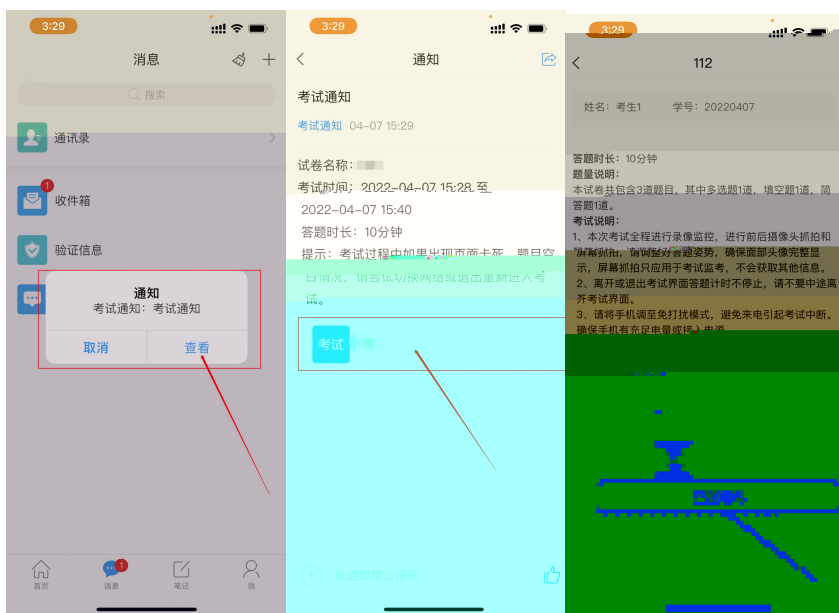 3:29
消息
搜索
通讯录
1
收件箱
验证信息
通知
考试通知：考试通知
取消
查看
1
首页
消息
笔记
我
3:29
通知
考试通知
考试通知 04-07 15:29
试卷名称：
考试时间：2022-04-07 15:28 至
2022-04-07 15:40
答题时长：10分钟
提示：考试过程中如果出现页面卡死、题目空
白情况，请尝试切换网络或退出重新进入考
试。
考试
此通知禁止评论
3:29
112
姓名：考生1 学号：20220407
答题时长：10分钟
题量说明：
本试卷共包含3道题目，其中多选题1道，填空题1道，简
答题1道。
考试说明：
1、本次考试全程进行录像监控，进行前后摄像头抓拍和
屏幕抓拍，请调整好答题姿势，确保面部头像完整显
示，屏幕抓拍只应用于考试监考，不会获取其他信息。
2、离开或退出考试界面答题计时不停止，请不要中途离
开考试界面。
3、请将手机调至免打扰模式，避免来电引起考试中断。
确保手机有充足电量或接入电源